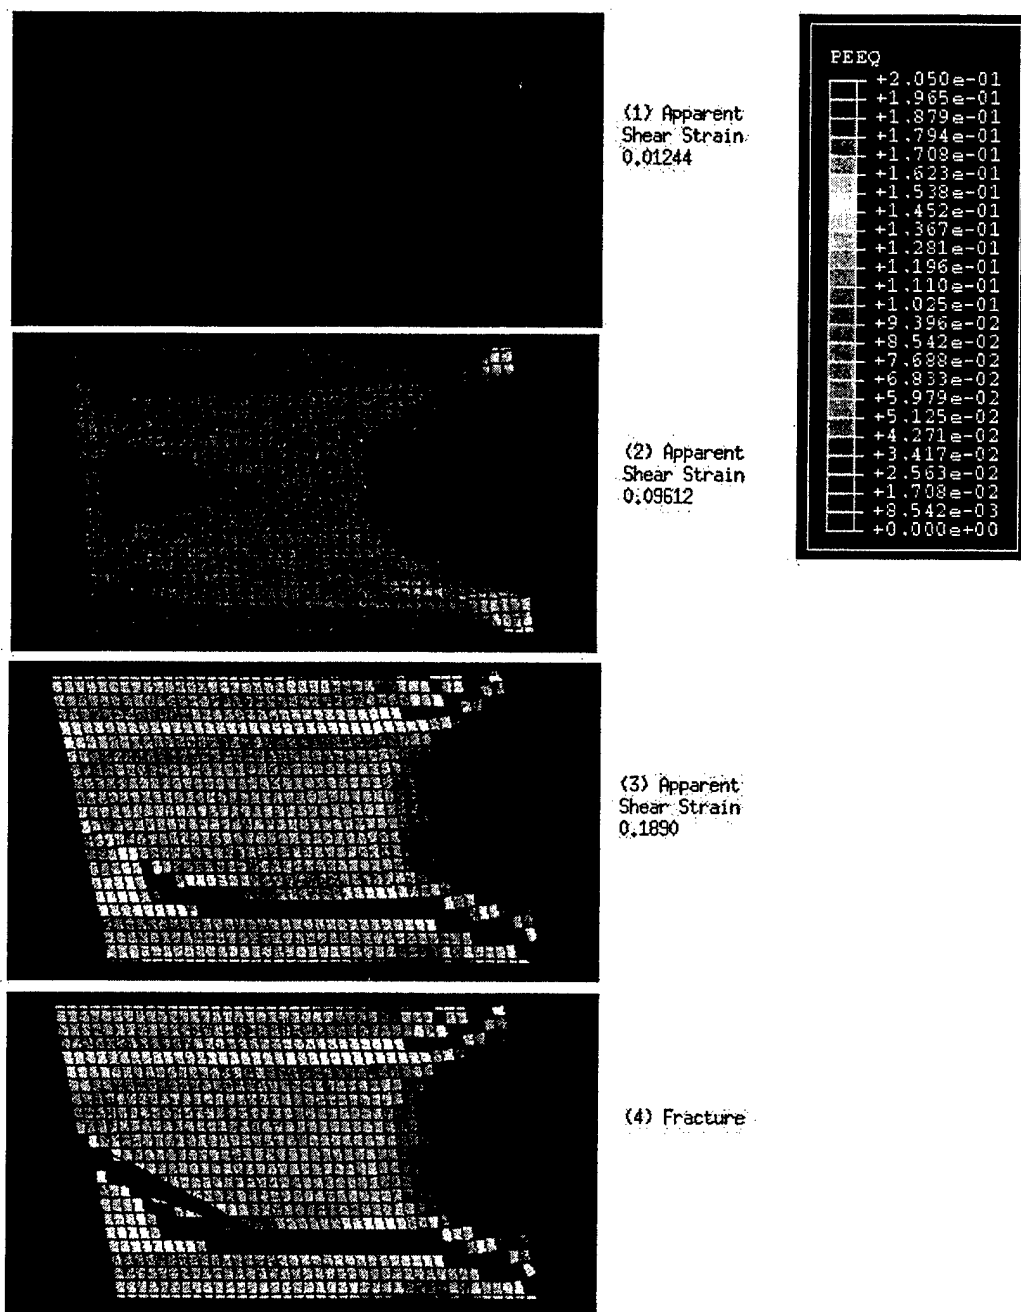 (1) Apparent
Shear Strain
0.01244
PEEQ
+2.050e-01
+1.965e-01
+1.879e-01
+1.794e-01
+1.708e-01
+1.623e-01
+1.538e-01
+1.452e-01
+1.367e-01
+1.281e-01
+1.196e-01
+1.110e-01
+1.025e-01
+9.396e-02
+8.542e-02
+7.688e-02
+6.833e-02
+5.979e-02
+5.125e-02
+4.271e-02
+3.417e-02
+2.563e-02
+1.708e-02
+8.542e-03
+0.000e+00
(2) Apparent
Shear Strain
0.09612
(3) Apparent
Shear Strain
0.1890
(4) Fracture